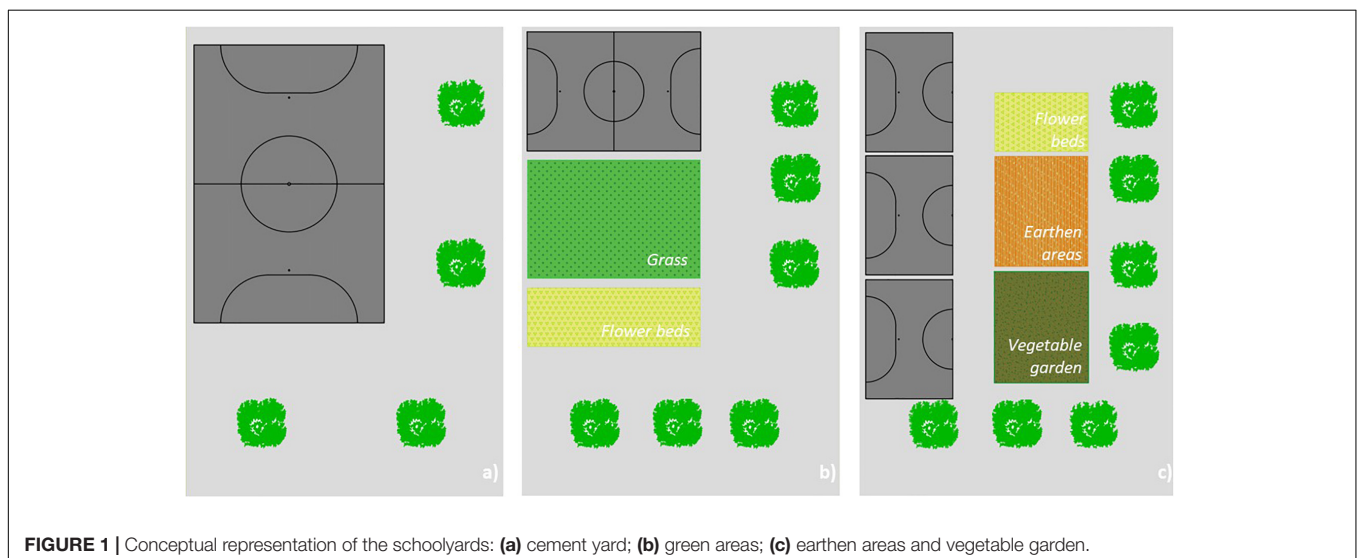 Grass
Flower beds
a)
b)
Flower
beds
Earthen
areas
Vegetable
garden
c)
FIGURE 1 | Conceptual representation of the schoolyards: (a) cement yard; (b) green areas; (c) earthen areas and vegetable garden.